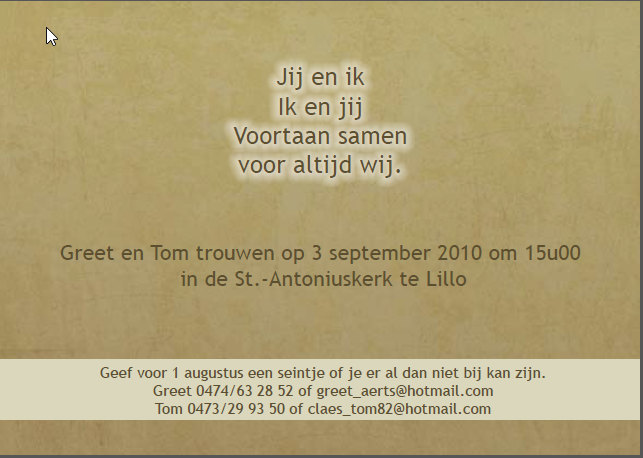 Jij en ik
Ik en jij
Voortaan samen
voor altijd wij.
Greet en Tom trouwen op 3 september 2010 om 15u00
in de St.-Antoniuskerk te Lillo
Geef voor 1 augustus een seintje of je er al dan niet bij kan zijn.
Greet 0474/63 28 52 of greet_aerts@hotmail.com
Tom 0473/29 93 50 of claes_tom82@hotmail.com